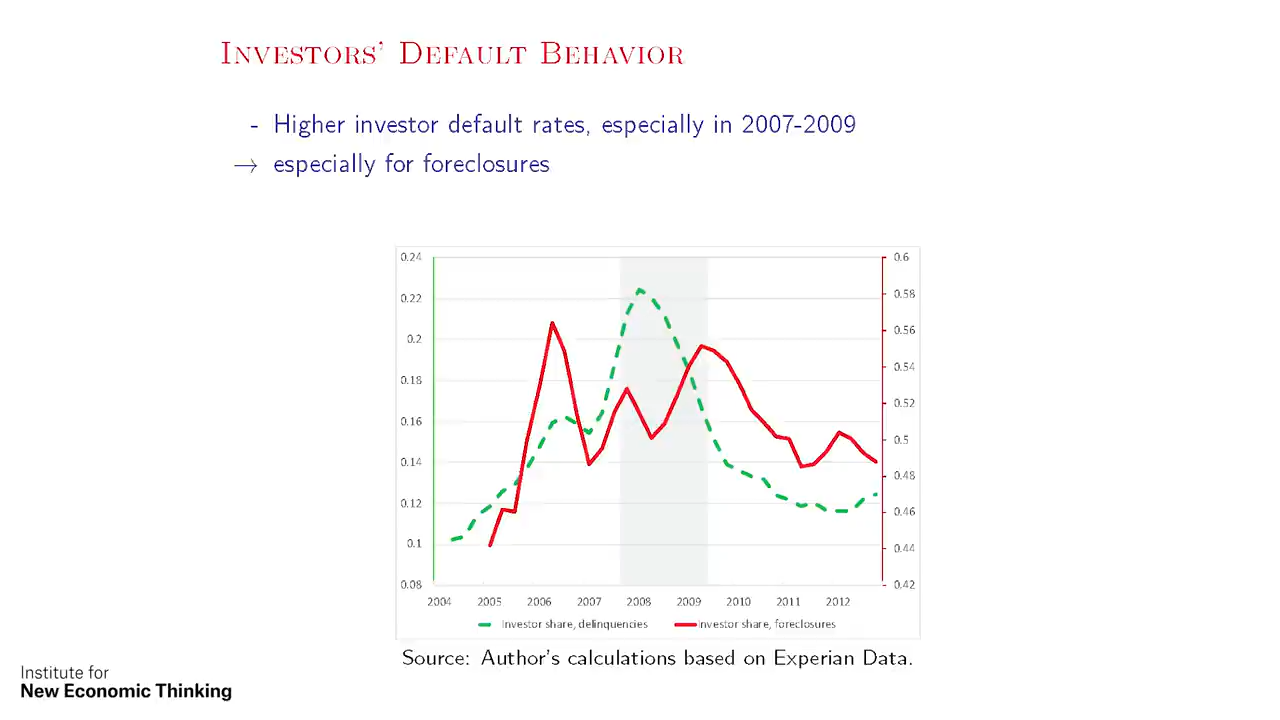 INVESTORS' DEFAULT BEHAVIOR
- Higher investor default rates, especially in 2007-2009
→ especially for foreclosures
0.24
0.22
0.2
0.18
0.16
0.14
0.12
0.1
0.08
0.6
0.58
0.56
0.54
0.52
0.5
0.48
0.46
0.44
0.42
2004 2005 2006 2007 2008 2009 2010 2011 2012
Investor share, delinquencies Investor share, foreclosures
Source: Author's calculations based on Experian Data.
Institute for
New Economic Thinking